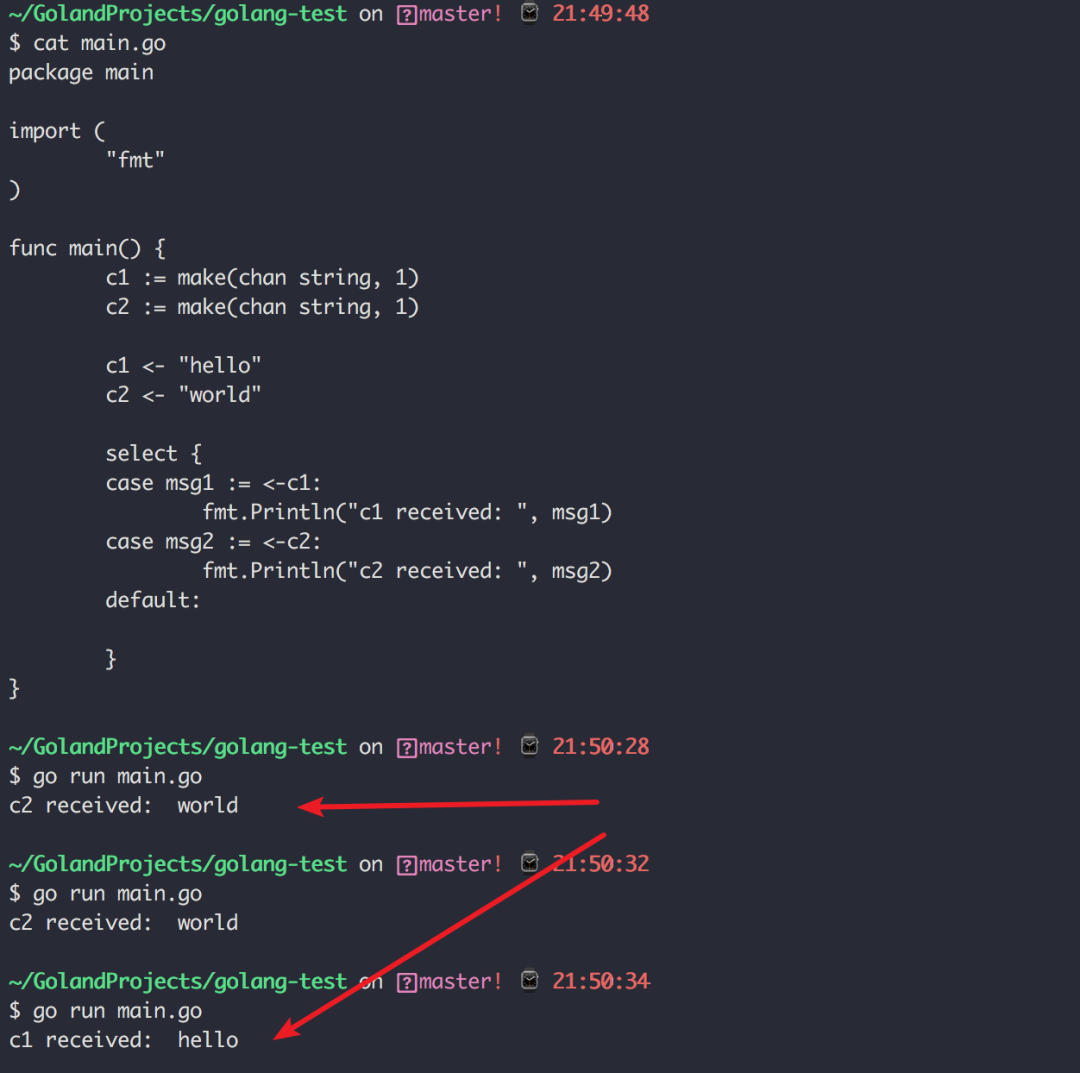 ~/GolandProjects/golang-test on ?master! 21:49:48
$ cat main.go
package main
import (
"fmt"
)
func main() {
c1 := make(chan string, 1)
c2 := make(chan string, 1)
c1 <- "hello"
c2 <- "world"
select {
case msg1 := <-c1:
fmt.Println("c1 received: ", msg1)
case msg2 := <-c2:
fmt.Println("c2 received: ", msg2)
default:
}
}
~/GolandProjects/golang-test on ?master! 21:50:28
$ go run main.go
c2 received:  world
~/GolandProjects/golang-test on ?master! 21:50:32
$ go run main.go
c2 received:  world
~/GolandProjects/golang-test on ?master! 21:50:34
$ go run main.go
c1 received:  hello